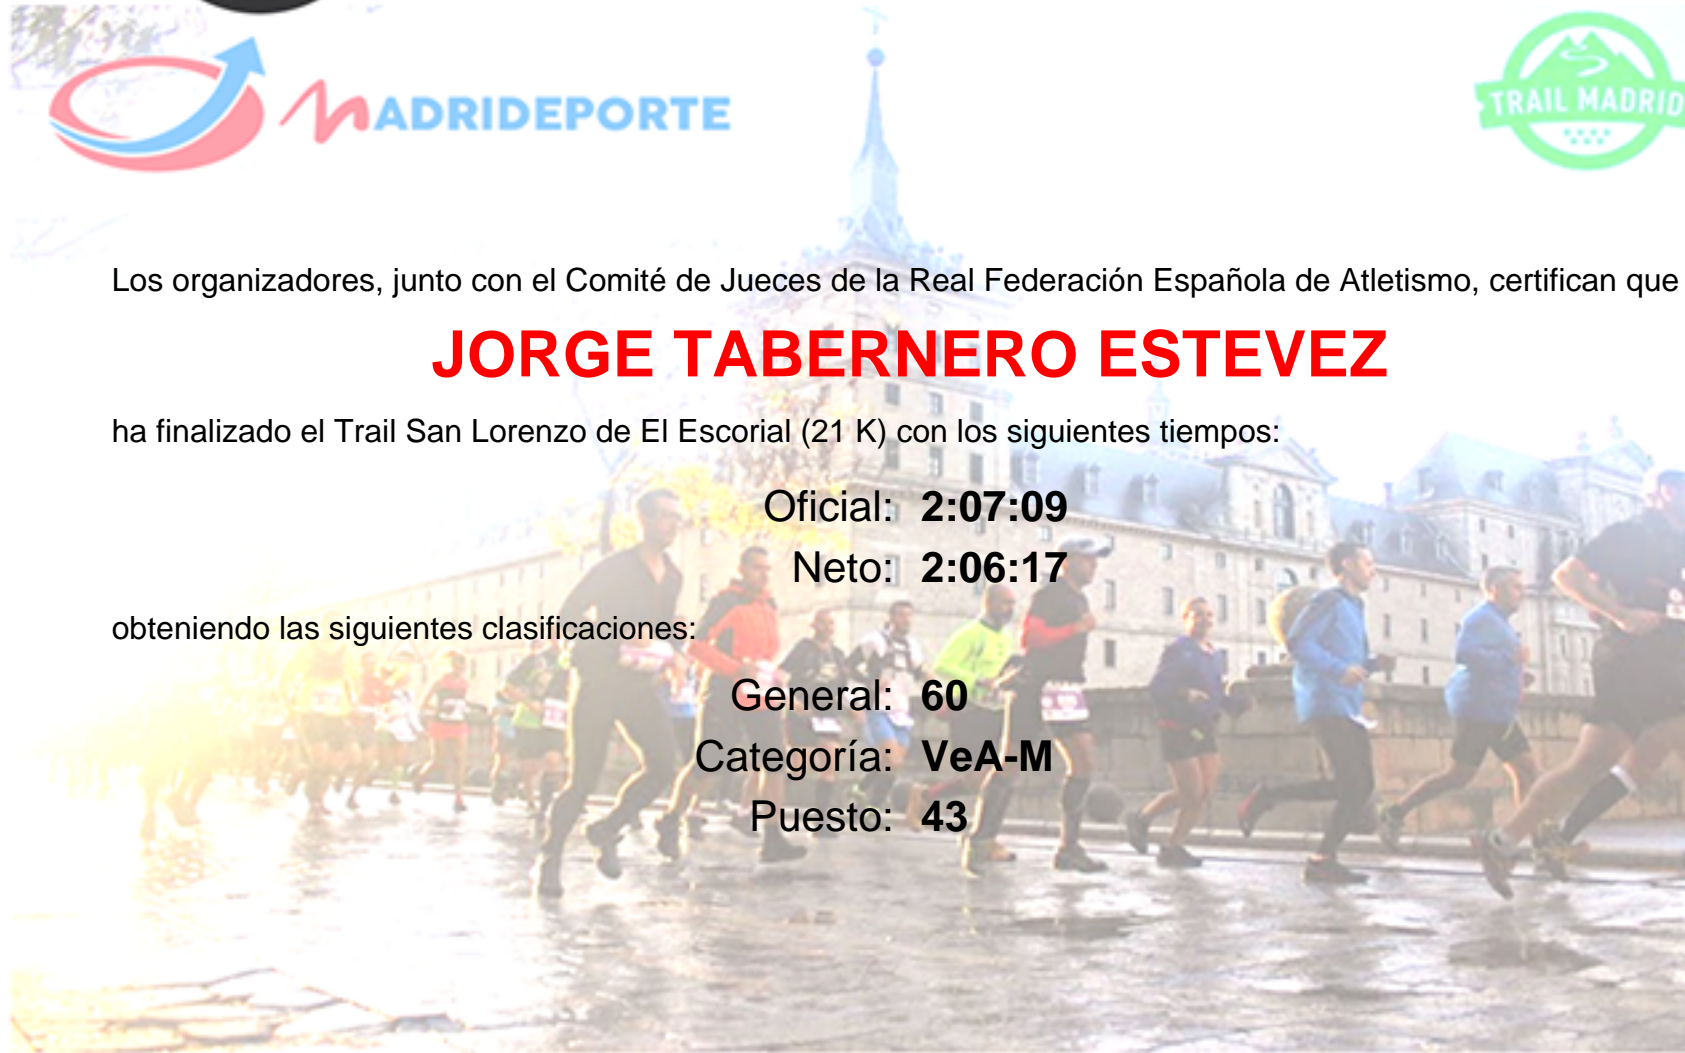 MADRIDEPORTE
TRAIL MADRID
Los organizadores, junto con el Comité de Jueces de la Real Federación Española de Atletismo, certifican que
JORGE TABERNERO ESTEVEZ
ha finalizado el Trail San Lorenzo de El Escorial (21 K) con los siguientes tiempos:
Oficial: 2:07:09
Neto: 2:06:17
obteniendo las siguientes clasificaciones:
General: 60
Categoría: VeA-M
Puesto: 43